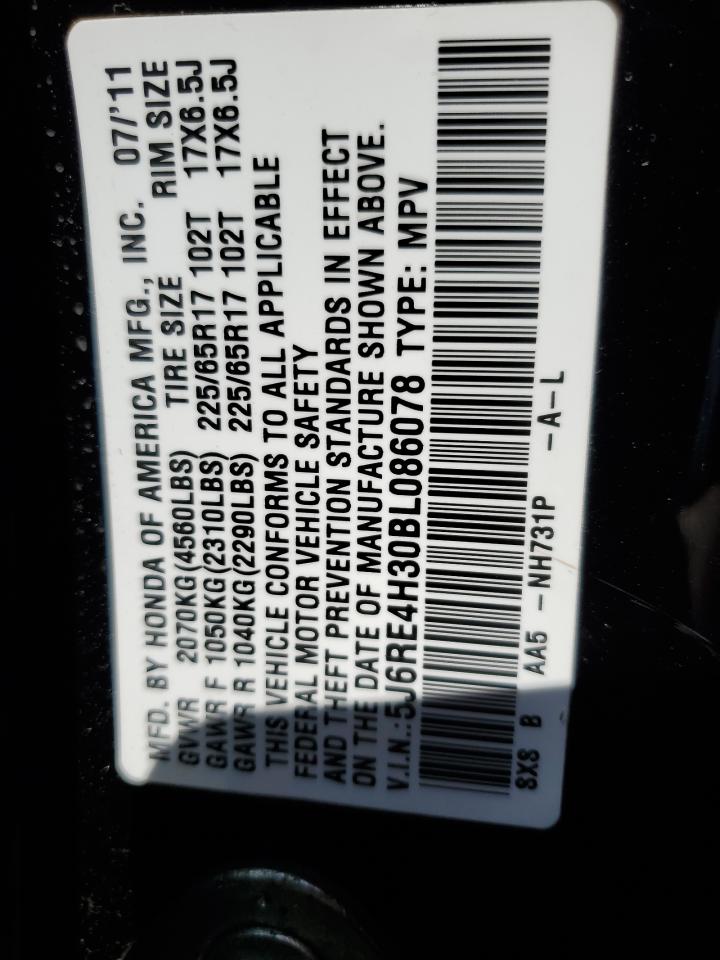 MFD. BY HONDA OF AMERICA MFG., INC. 07/'11
GVWR 2070KG(4560LBS) TIRE SIZE RIM SIZE
GAWR F 1050KG(2310LBS) 225/65R17 102T 17X6.5J
GAWR R 1040KG(2290LBS) 225/65R17 102T 17X6.5J
THIS VEHICLE CONFORMS TO ALL APPLICABLE
FEDERAL MOTOR VEHICLE SAFETY
AND THEFT PREVENTION STANDARDS IN EFFECT
ON THE DATE OF MANUFACTURE SHOWN ABOVE.
V.I.N.:5J6RE4H30BL086078 TYPE: MPV
8X8 B AA5 -NH731P -A-L